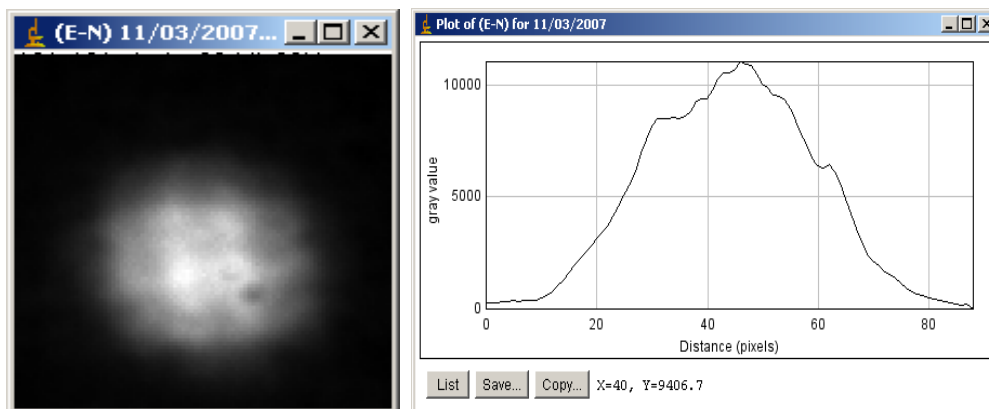 (E-N) 11/03/2007...
Plot of (E-N) for 11/03/2007
10000
5000
0
gray value
0 20 40 60 80
Distance (pixels)
List Save... Copy... X=40, Y=9406.7